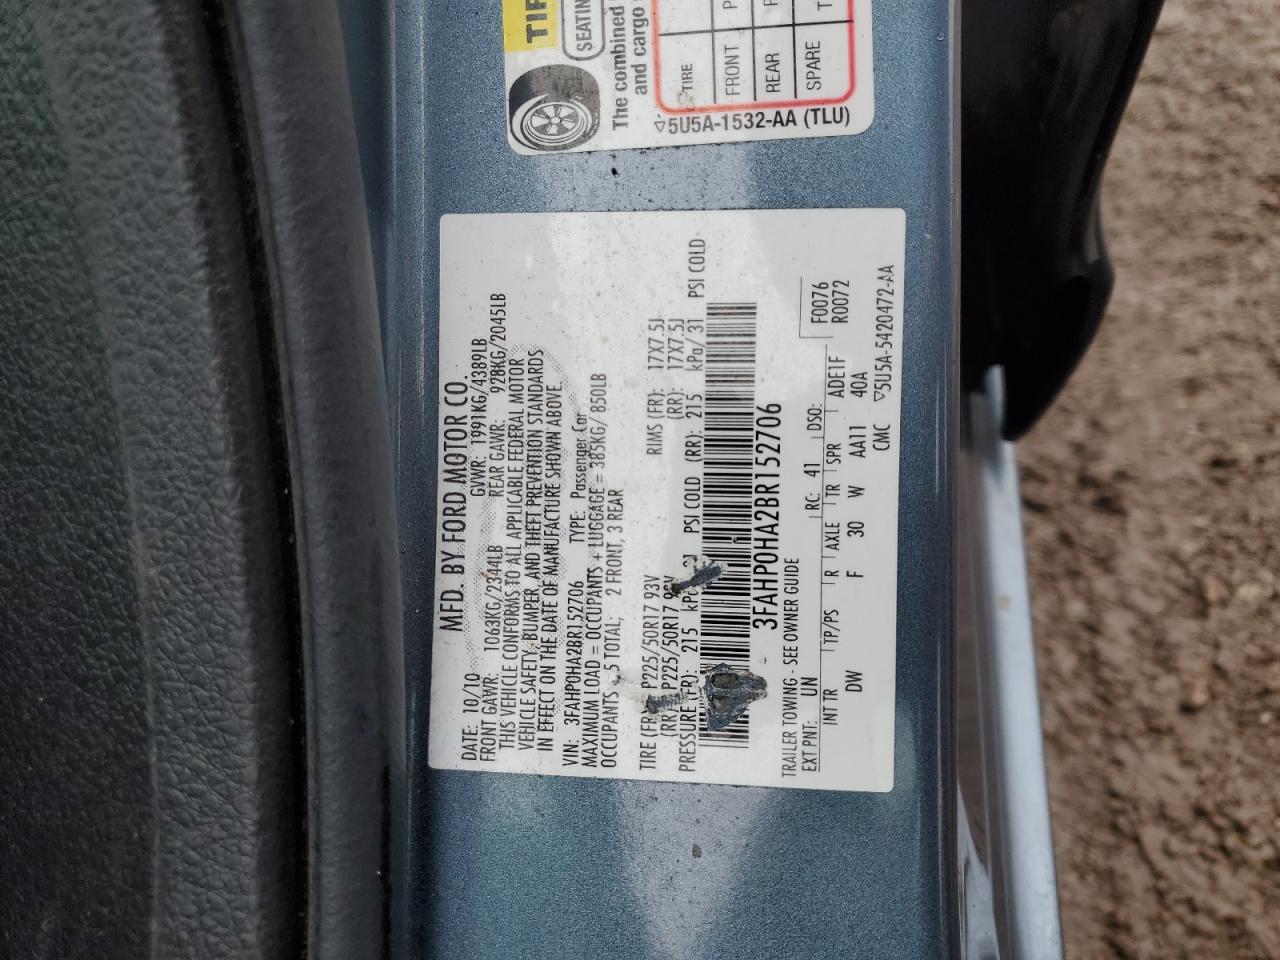 TIR
SEATIN
The combined
and cargo
TIRE
FRONT P
REAR P
SPARE T
▽5U5A-1532-AA (TLU)
MFD. BY FORD MOTOR CO.
DATE: 10/10 GVWR: 1991KG/4389LB
FRONT GAWR: 1063KG/2344LB REAR GAWR: 928KG/2045LB
THIS VEHICLE CONFORMS TO ALL APPLICABLE FEDERAL MOTOR
VEHICLE SAFETY, BUMPER, AND THEFT PREVENTION STANDARDS
IN EFFECT ON THE DATE OF MANUFACTURE SHOWN ABOVE
VIN: 3FAHP0HA2BR152706 TYPE: Passenger Car
MAXIMUM LOAD = OCCUPANTS + LUGGAGE = 385KG/ 850LB
OCCUPANTS 5 TOTAL; 2 FRONT, 3 REAR
TIRE (FR) P225/50R17 93V RIMS (FR): 17X7.5J
(RR) P225/50R17 93V (RR): 17X7.5J
PRESSURE (FR): 215 kPa 31 PSI COLD (RR): 215 kPa/ 31 PSI COLD
3FAHP0HA2BR152706
TRAILER TOWING - SEE OWNER GUIDE
EXT PNT: UN RC: 41 DSO:
F0076
R0072
INT TR TP/PS R AXLE TR SPR ADE1F
DW F 30 W AA11 40A
CMC ▽5U5A-5420472-AA